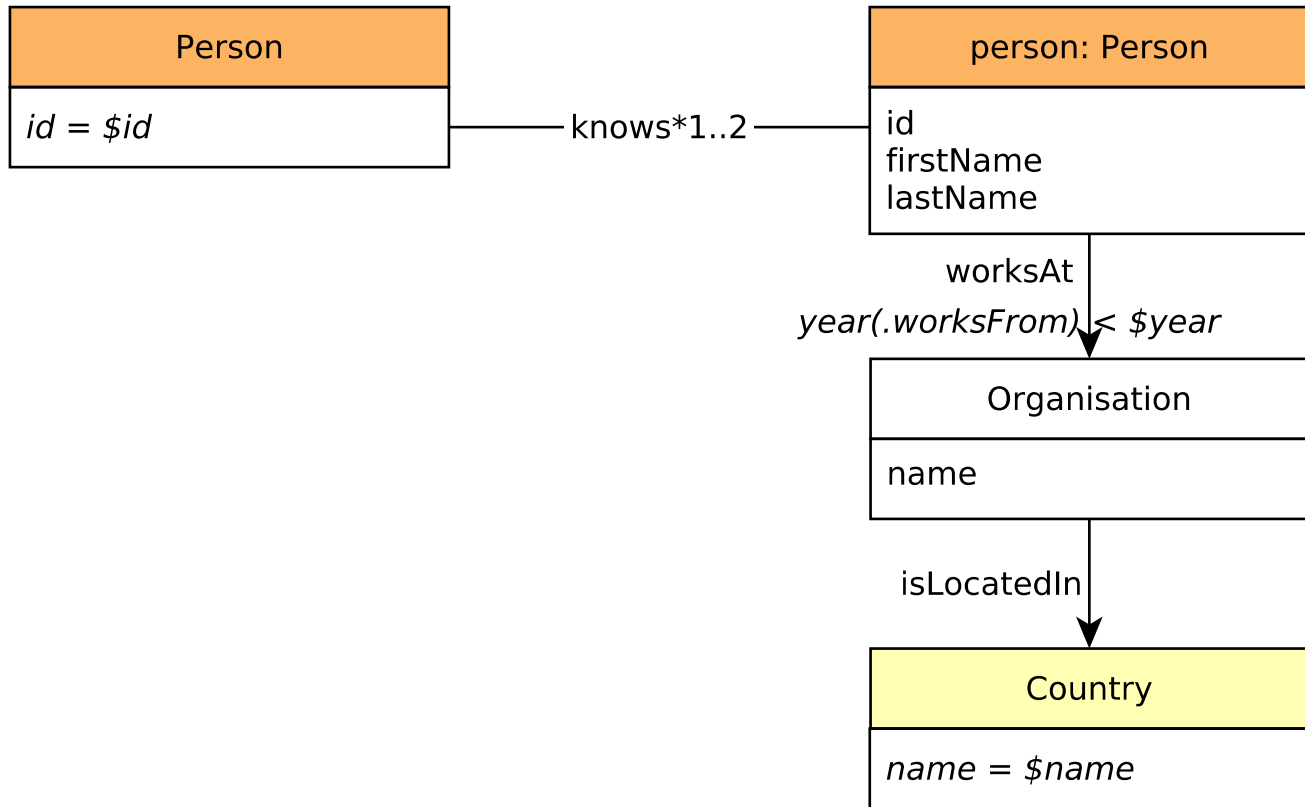 Person
id = $id
knows*1..2
person: Person
id
firstName
lastName
worksAt
year(.worksFrom) < $year
Organisation
name
isLocatedIn
Country
name = $name